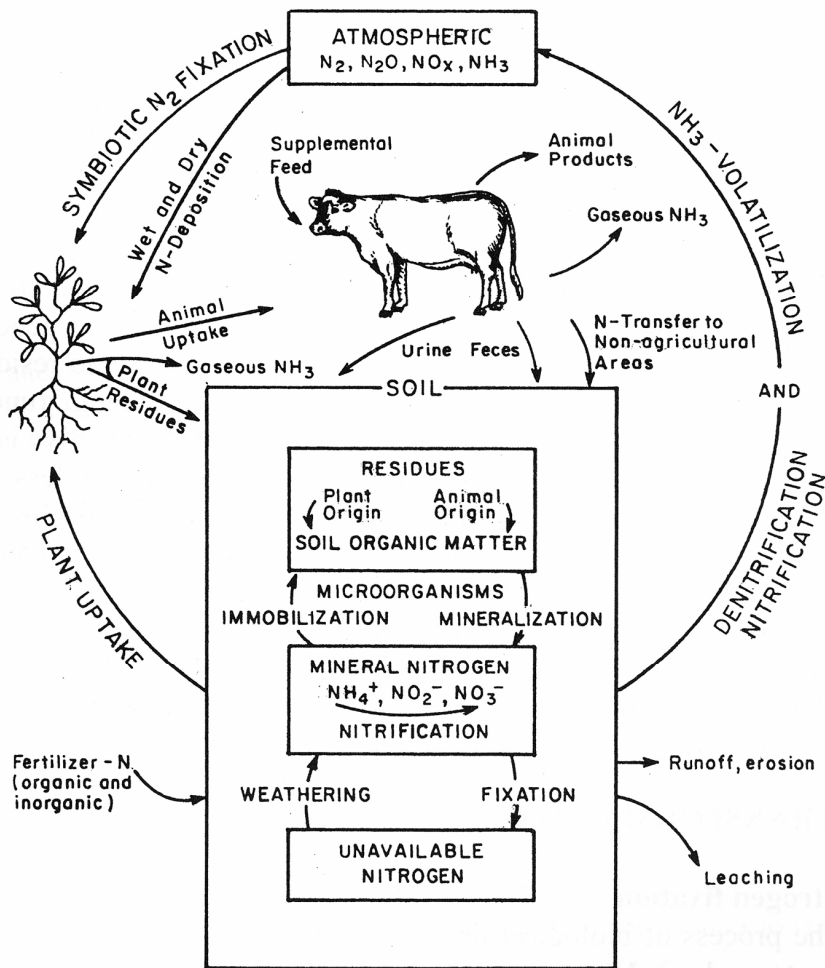 ATMOSPHERIC
N₂, N₂O, NOₓ, NH₃
SYMBIOTIC N₂ FIXATION
Wet and Dry
N-Deposition
Supplemental
Feed
Animal
Products
Gaseous NH₃
NH₃-VOLATILIZATION
AND
DENITRIFICATION
NITRIFICATION
Animal
Uptake
Gaseous NH₃
Plant
Residues
Urine Feces
N-Transfer to
Non-agricultural
Areas
SOIL
RESIDUES
Plant
Origin
Animal
Origin
SOIL ORGANIC MATTER
MICROORGANISMS
IMMOBILIZATION
MINERALIZATION
MINERAL NITROGEN
NH₄⁺, NO₂⁻, NO₃⁻
NITRIFICATION
WEATHERING
FIXATION
UNAVAILABLE
NITROGEN
PLANT UPTAKE
Fertilizer-N
(organic and
inorganic)
Runoff, erosion
Leaching